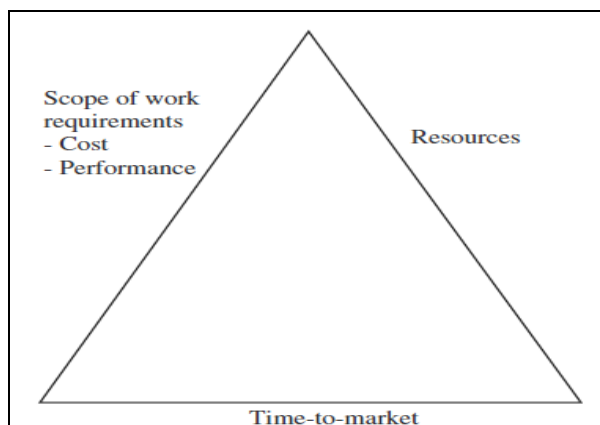 Scope of work
requirements
- Cost
- Performance
Resources
Time-to-market